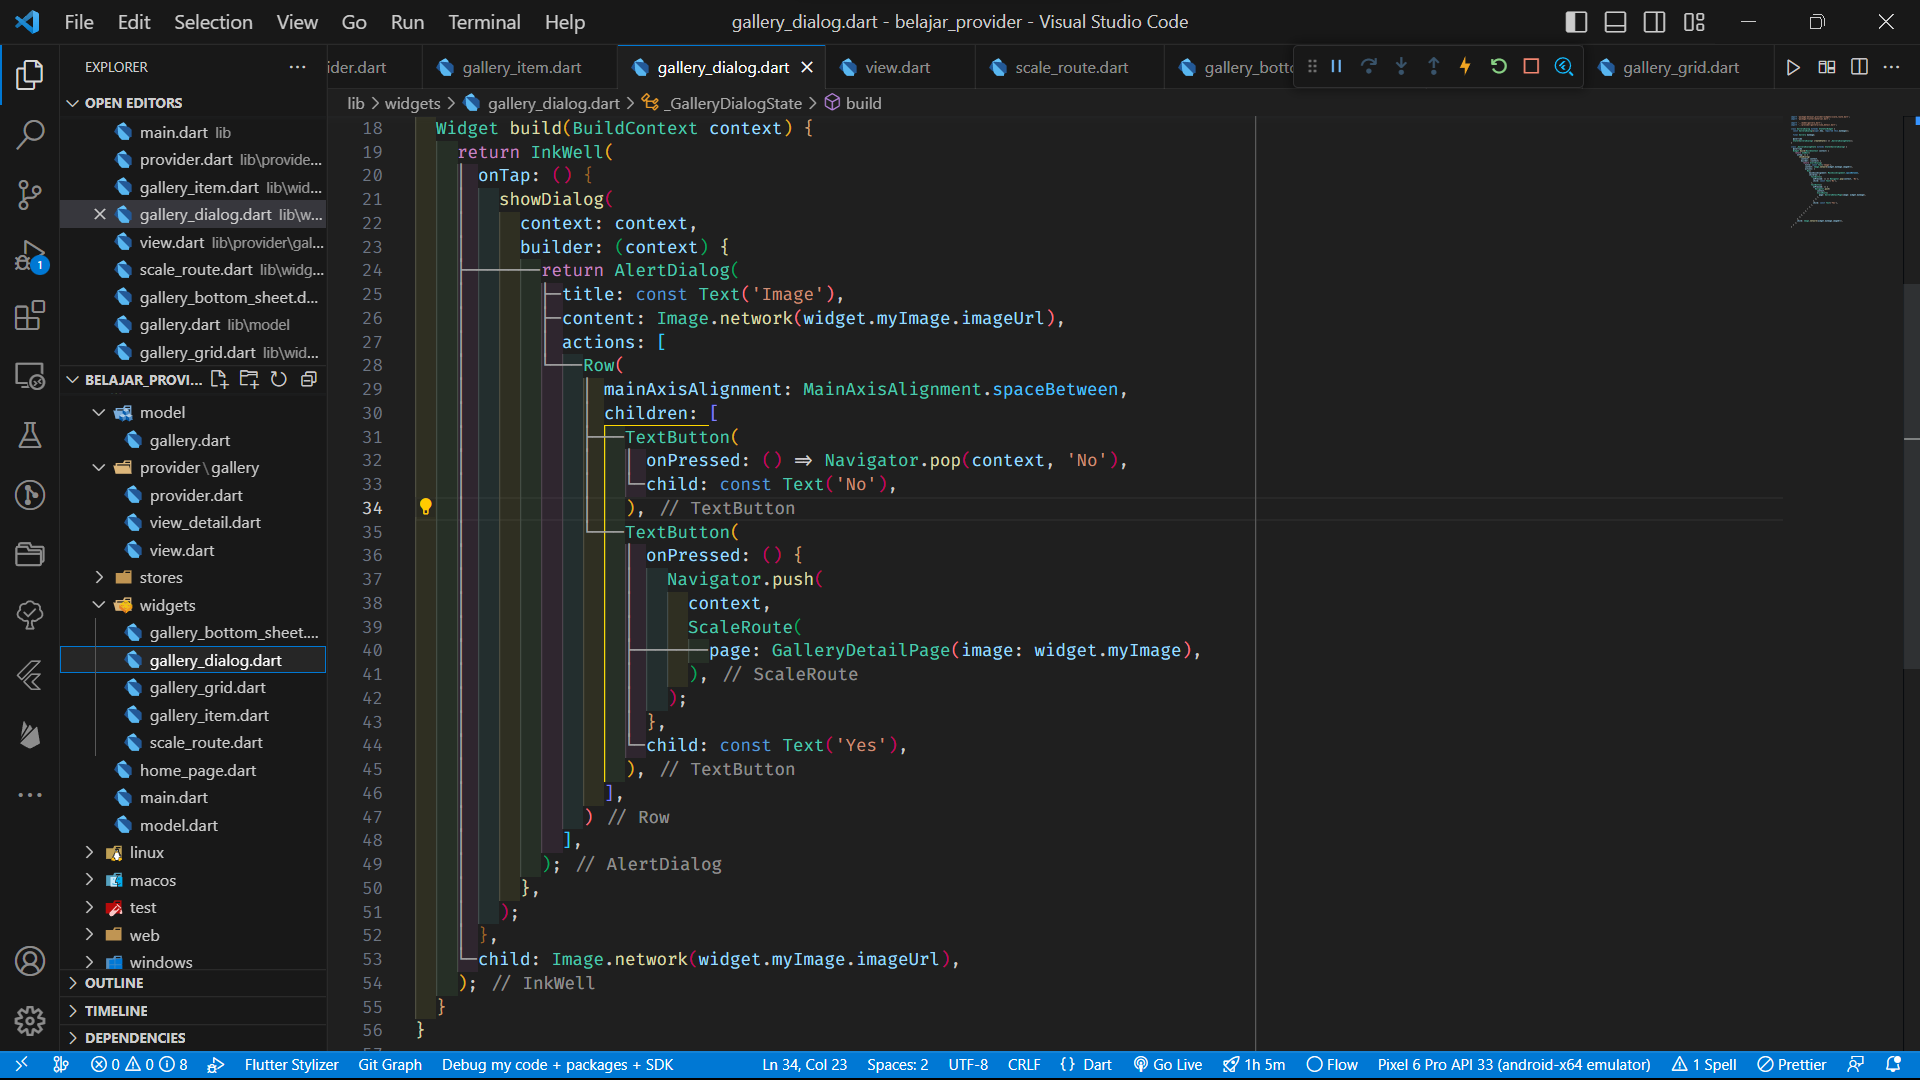 File Edit Selection View Go Run Terminal Help
gallery_dialog.dart - belajar_provider - Visual Studio Code
EXPLORER
ider.dart gallery_item.dart gallery_dialog.dart view.dart scale_route.dart gallery_botto gallery_grid.dart
OPEN EDITORS
main.dart lib
provider.dart lib\provide...
gallery_item.dart lib\wid...
gallery_dialog.dart lib\w...
view.dart lib\provider\gal...
scale_route.dart lib\widg...
gallery_bottom_sheet.d...
gallery.dart lib\model
gallery_grid.dart lib\wid...
BELAJAR_PROVI...
model
gallery.dart
provider\gallery
provider.dart
view_detail.dart
view.dart
stores
widgets
gallery_bottom_sheet....
gallery_dialog.dart
gallery_grid.dart
gallery_item.dart
scale_route.dart
home_page.dart
main.dart
model.dart
linux
macos
test
web
windows
OUTLINE
TIMELINE
DEPENDENCIES
1
lib > widgets > gallery_dialog.dart > _GalleryDialogState > build
18 Widget build(BuildContext context) {
19 return InkWell(
20 onTap: () {
21 showDialog(
22 context: context,
23 builder: (context) {
24 return AlertDialog(
25 title: const Text('Image'),
26 content: Image.network(widget.myImage.imageUrl),
27 actions: [
28 Row(
29 mainAxisAlignment: MainAxisAlignment.spaceBetween,
30 children: [
31 TextButton(
32 onPressed: () => Navigator.pop(context, 'No'),
33 child: const Text('No'),
34 ), // TextButton
35 TextButton(
36 onPressed: () {
37 Navigator.push(
38 context,
39 ScaleRoute(
40 page: GalleryDetailPage(image: widget.myImage),
41 ), // ScaleRoute
42 );
43 },
44 child: const Text('Yes'),
45 ), // TextButton
46 ],
47 ) // Row
48 ],
49 ); // AlertDialog
50 },
51 );
52 },
53 child: Image.network(widget.myImage.imageUrl),
54 ); // InkWell
55 }
56 }
0 0 8 Flutter Stylizer Git Graph Debug my code + packages + SDK Ln 34, Col 23 Spaces: 2 UTF-8 CRLF {} Dart Go Live 1h 5m Flow Pixel 6 Pro API 33 (android-x64 emulator) 1 Spell Prettier